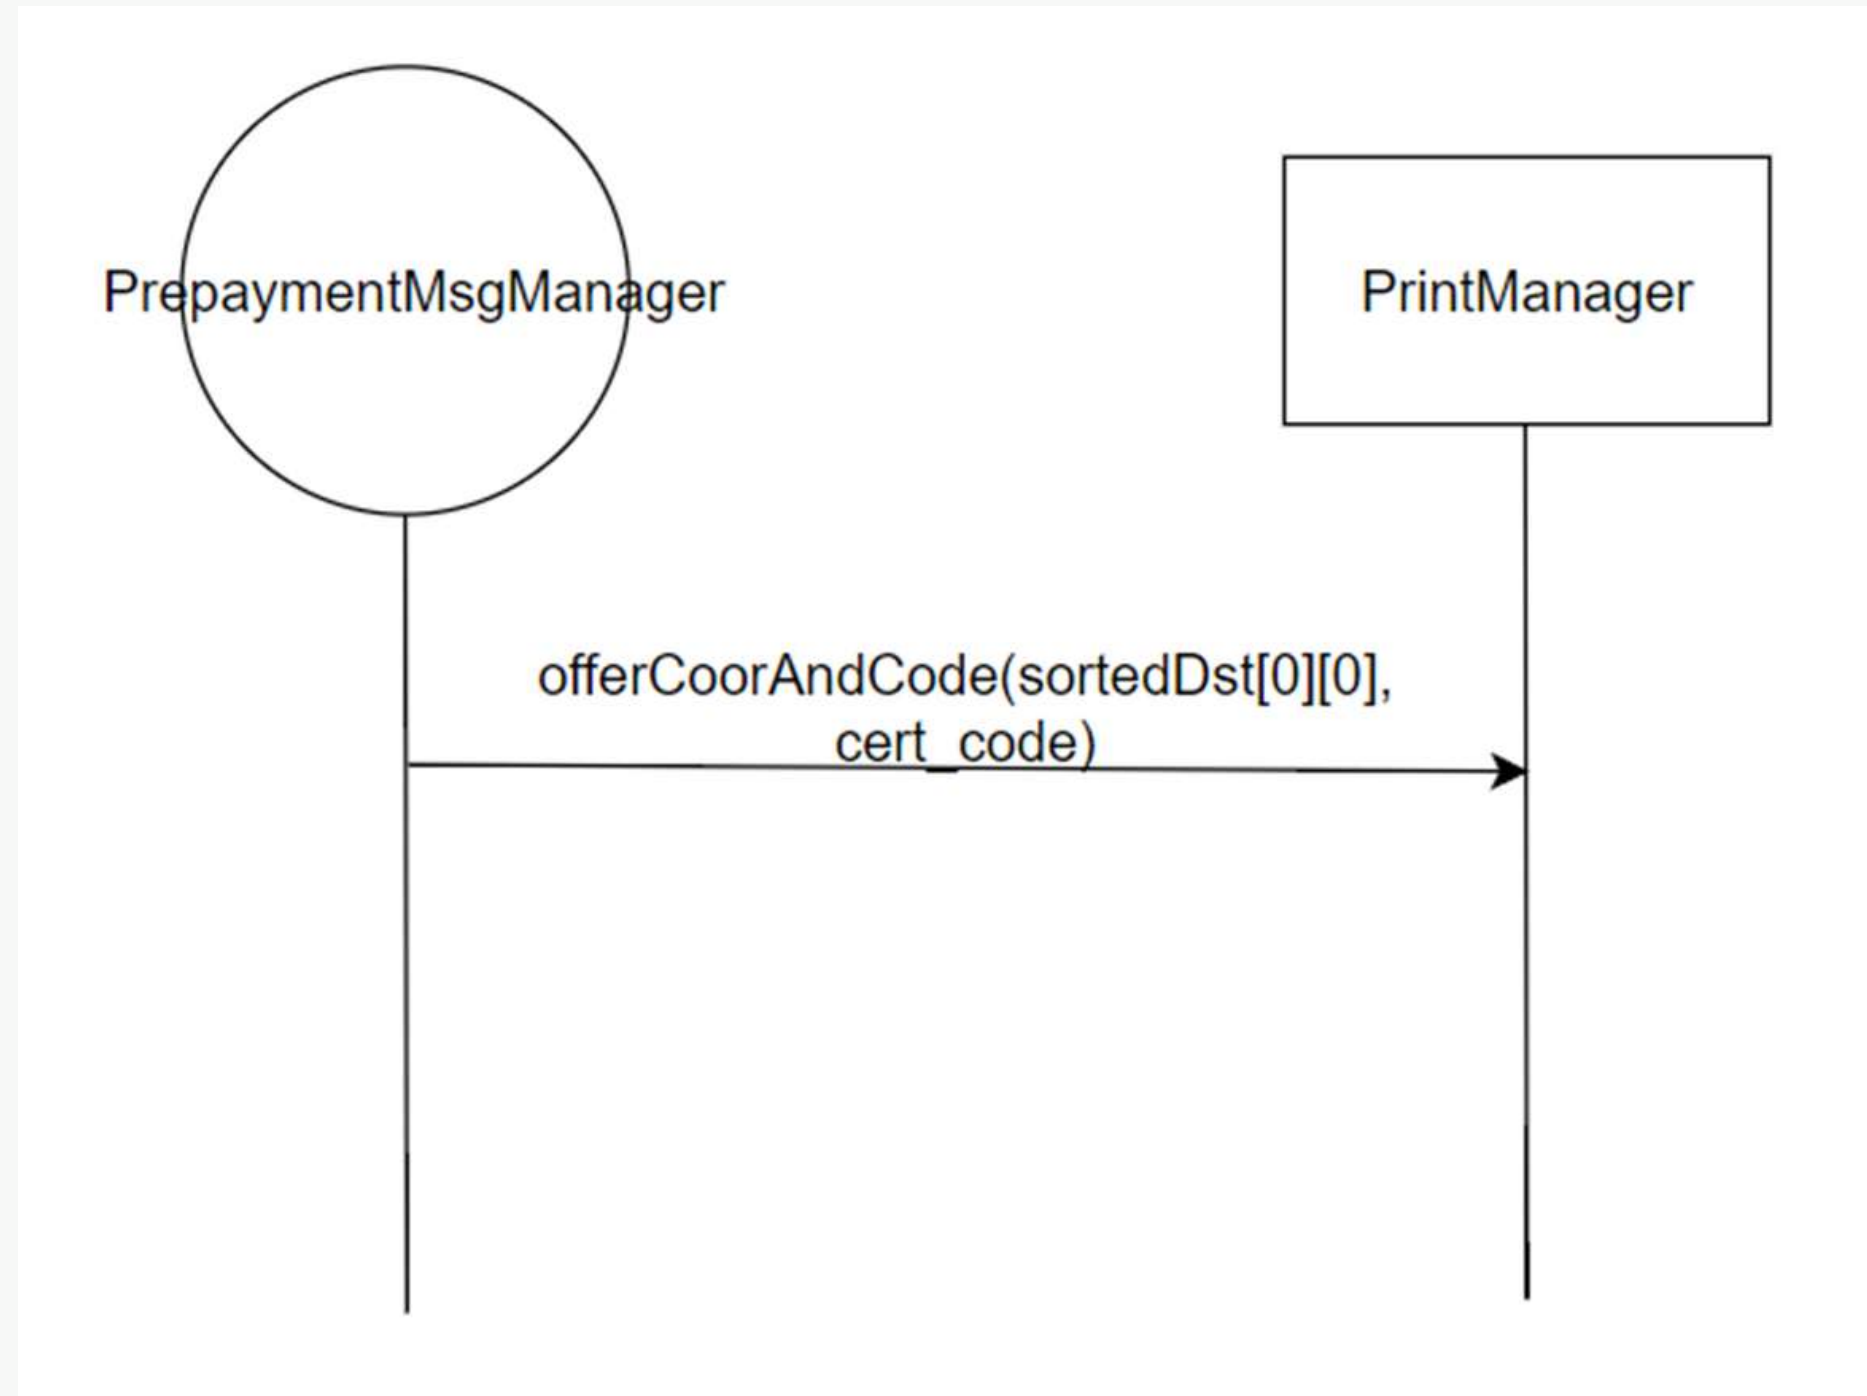 PrepaymentMsgManager
PrintManager
offerCoorAndCode(sortedDst[0][0],
cert_code)